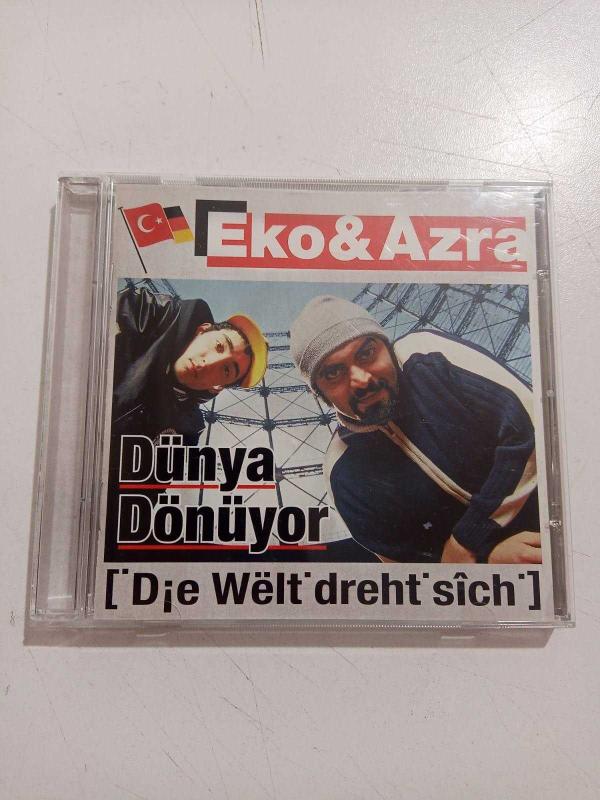 Eko&Azra
Dünya
Dönüyor
[¨D¡e Wëlt˙dreht˙sîch˙]